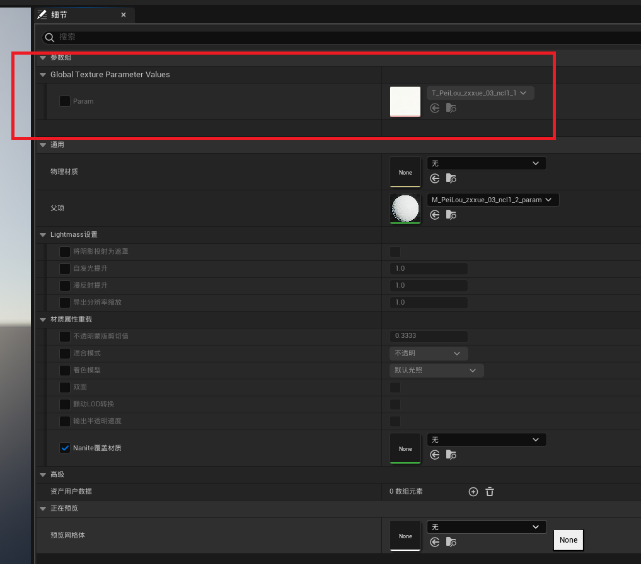 细节
搜索
参数组
Global Texture Parameter Values
Param
T_PeiLou_zxxue_03_ncl1_1
通用
物理材质
None
无
父项
M_PeiLou_zxxue_03_ncl1_2_param
Lightmass设置
将阴影投射为遮罩
自发光提升
1.0
漫反射提升
1.0
导出分辨率缩放
1.0
材质属性重载
不透明蒙版剪切值
0.3333
混合模式
不透明
着色模型
默认光照
双面
抖动LOD转换
输出半透明速度
Nanite覆盖材质
None
无
高级
资产用户数据
0 数组元素
正在预览
预览网格体
None
无
None